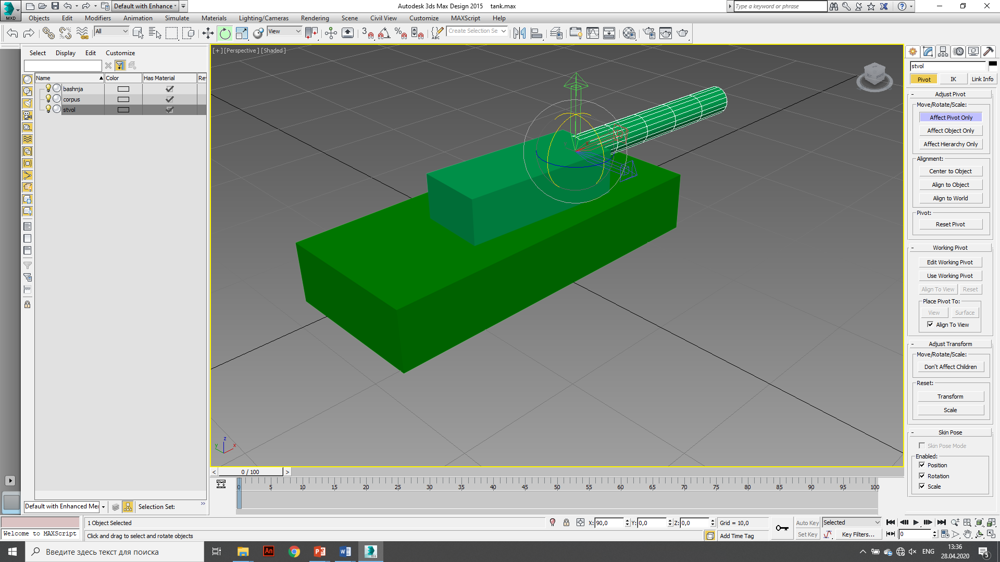 Default with Enhance
Autodesk 3ds Max Design 2015 tank.max
Type a keyword or phrase
MXD
Objects Edit Modifiers Animation Simulate Materials Lighting/Cameras Rendering Scene Civil View Customize MAXScript Help
All
View
3
ABC
Create Selection Se
Select Display Edit Customize
Name Color Has Material Re
bashnja
corpus
stvol
[+] [Perspective] [Shaded]
x
z
y x
stvol
Pivot IK Link Info
- Adjust Pivot
Move/Rotate/Scale:
Affect Pivot Only
Affect Object Only
Affect Hierarchy Only
Alignment:
Center to Object
Align to Object
Align to World
Pivot:
Reset Pivot
- Working Pivot
Edit Working Pivot
Use Working Pivot
Align To View Reset
Place Pivot To:
View Surface
Align To View
- Adjust Transform
Move/Rotate/Scale:
Don't Affect Children
Reset:
Transform
Scale
- Skin Pose
Skin Pose Mode
Enabled:
Position
Rotation
Scale
< 0 / 100 >
0 5 10 15 20 25 30 35 40 45 50 55 60 65 70 75 80 85 90 95 100
Default with Enhanced Me
Selection Set:
1 Object Selected
X: 90,0 Y: 0,0 Z: 0,0 Grid = 10,0
Auto Key Selected
Welcome to MAXScript
Click and drag to select and rotate objects
Add Time Tag
Set Key Key Filters...
0
Введите здесь текст для поиска
An
ENG
13:36
28.04.2020
5